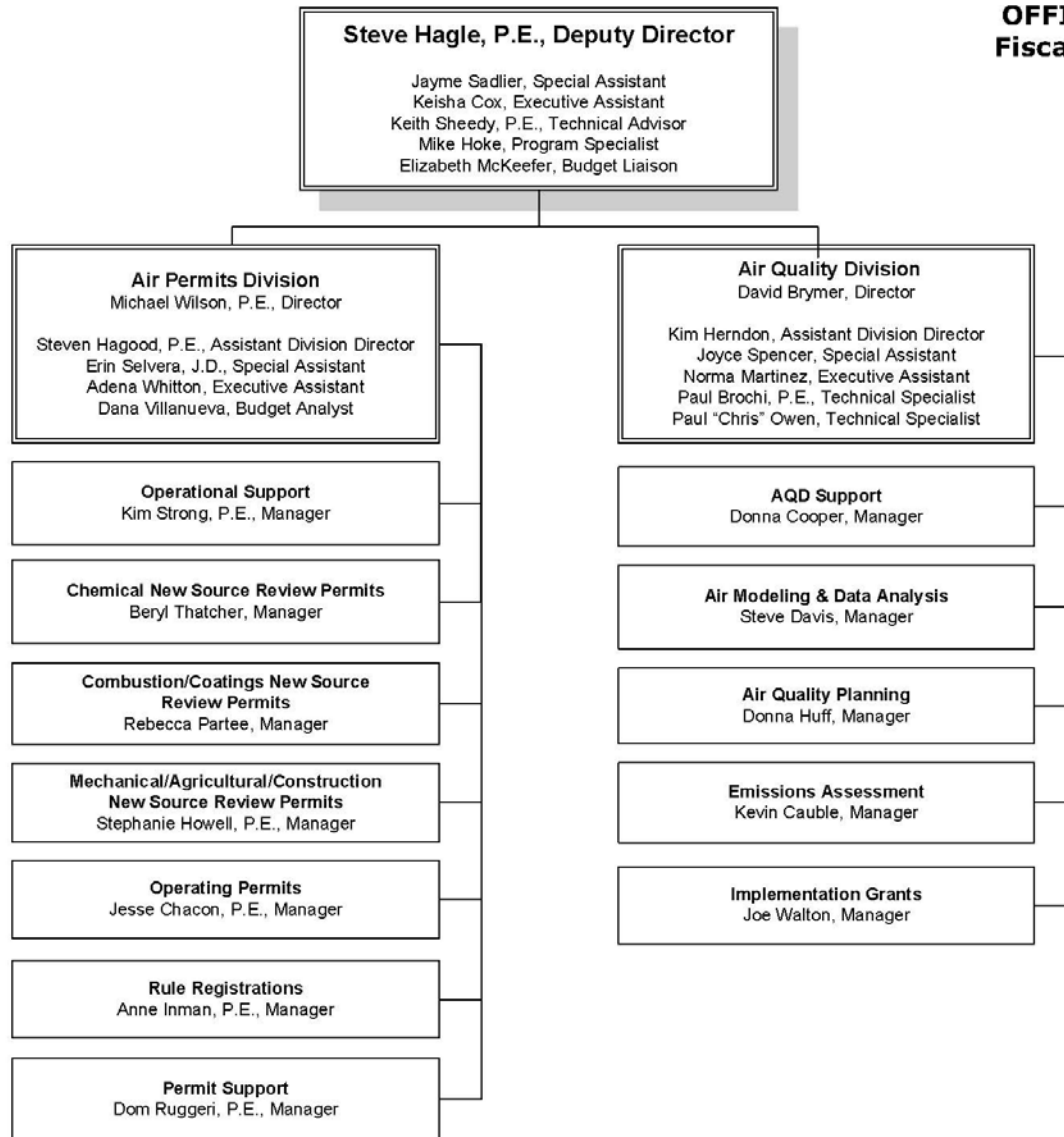 OFFI
Fisca
Steve Hagle, P.E., Deputy Director
Jayme Sadlier, Special Assistant
Keisha Cox, Executive Assistant
Keith Sheedy, P.E., Technical Advisor
Mike Hoke, Program Specialist
Elizabeth McKeefer, Budget Liaison
Air Permits Division
Michael Wilson, P.E., Director
Steven Hagood, P.E., Assistant Division Director
Erin Selvera, J.D., Special Assistant
Adena Whitton, Executive Assistant
Dana Villanueva, Budget Analyst
Operational Support
Kim Strong, P.E., Manager
Chemical New Source Review Permits
Beryl Thatcher, Manager
Combustion/Coatings New Source
Review Permits
Rebecca Partee, Manager
Mechanical/Agricultural/Construction
New Source Review Permits
Stephanie Howell, P.E., Manager
Operating Permits
Jesse Chacon, P.E., Manager
Rule Registrations
Anne Inman, P.E., Manager
Permit Support
Dom Ruggeri, P.E., Manager
Air Quality Division
David Brymer, Director
Kim Herndon, Assistant Division Director
Joyce Spencer, Special Assistant
Norma Martinez, Executive Assistant
Paul Brochi, P.E., Technical Specialist
Paul “Chris” Owen, Technical Specialist
AQD Support
Donna Cooper, Manager
Air Modeling & Data Analysis
Steve Davis, Manager
Air Quality Planning
Donna Huff, Manager
Emissions Assessment
Kevin Cauble, Manager
Implementation Grants
Joe Walton, Manager